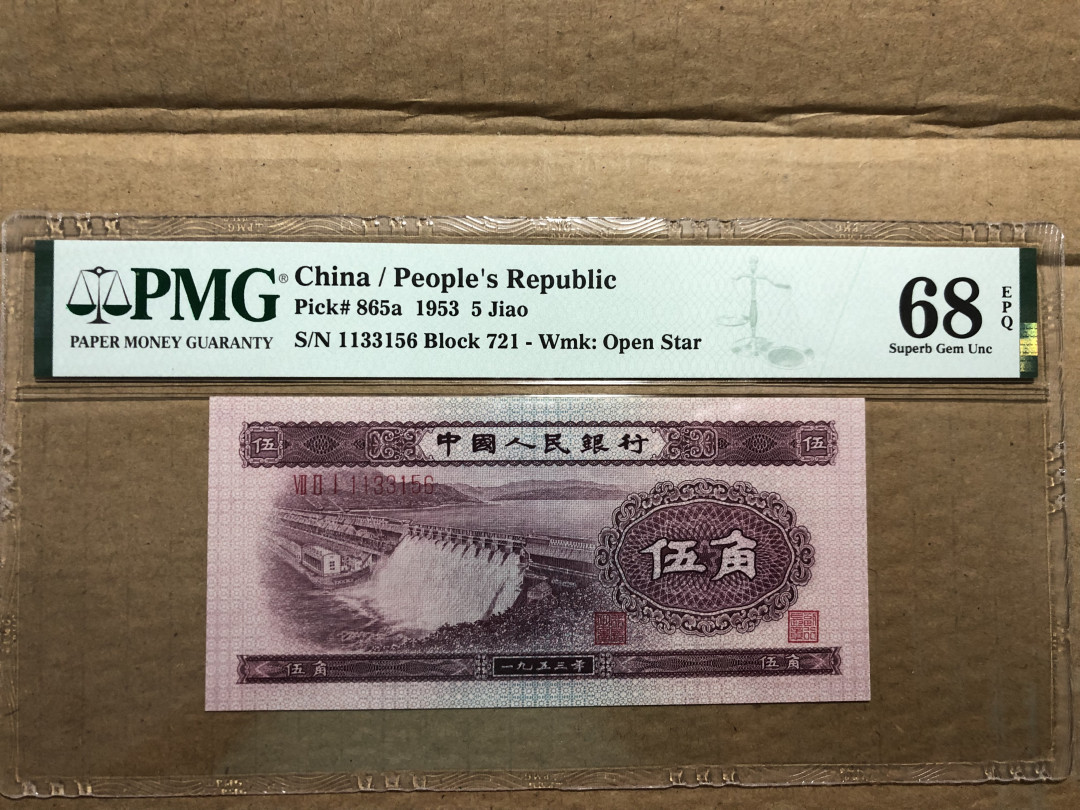 PMG®
PAPER MONEY GUARANTY
China / People's Republic
Pick# 865a 1953 5 Jiao
S/N 1133156 Block 721 - Wmk: Open Star
68
EPQ
Superb Gem Unc
伍
中國人民銀行
伍
VII II I 1133156
伍角
伍角
一九五三年
伍角